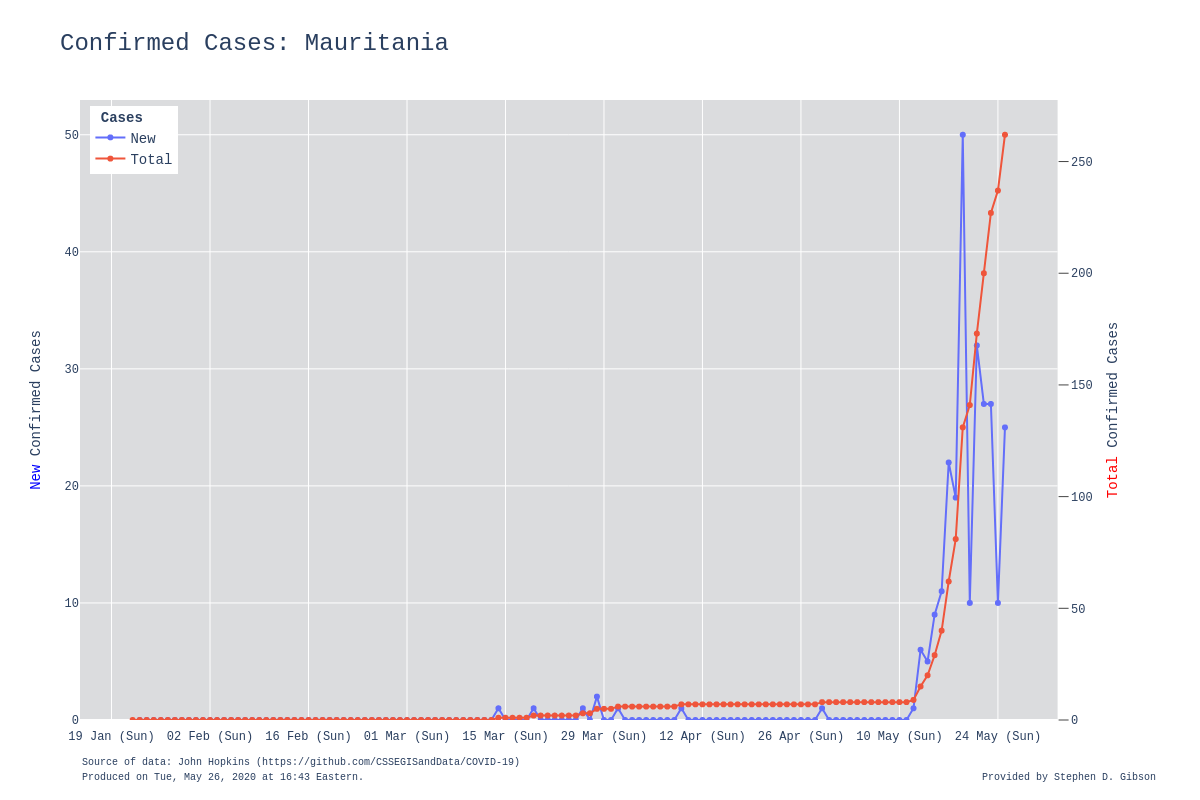 Confirmed Cases: Mauritania
Cases
New
Total
50
40
30
20
10
0
New Confirmed Cases
250
200
150
100
50
0
Total Confirmed Cases
19 Jan (Sun) 02 Feb (Sun) 16 Feb (Sun) 01 Mar (Sun) 15 Mar (Sun) 29 Mar (Sun) 12 Apr (Sun) 26 Apr (Sun) 10 May (Sun) 24 May (Sun)
Source of data: John Hopkins (https://github.com/CSSEGISandData/COVID-19)
Produced on Tue, May 26, 2020 at 16:43 Eastern.
Provided by Stephen D. Gibson